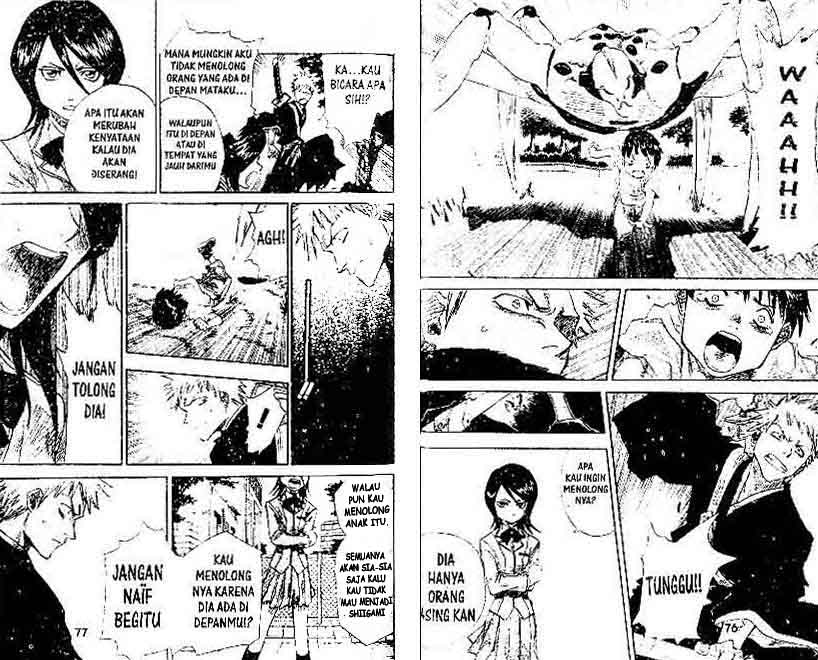 WAAAHH!!
TUNGGU!!
APA
KAU INGIN
MENOLONG
NYA?
DIA
HANYA
ORANG
ASING KAN
76
KA...KAU
BICARA APA
SIH!?
MANA MUNGKIN AKU
TIDAK MENOLONG
ORANG YANG ADA DI
DEPAN MATAKU...
WALAUPUN
ITU DI DEPAN
ATAU DI
TEMPAT YANG
JAUH DARIMU
APA ITU AKAN
MERUBAH
KENYATAAN
KALAU DIA
AKAN
DISERANG!
AGH!
!
JANGAN
TOLONG
DIA!
WALAU
PUN KAU
MENOLONG
ANAK ITU.
SEMUANYA
AKAN SIA-SIA
SAJA KALU
KAU TIDAK
MAU MENJADI
SHIIGAMI
KAU
MENOLONG
NYA KARENA
DIA ADA DI
DEPANMU!?
JANGAN
NAÏF
BEGITU
77